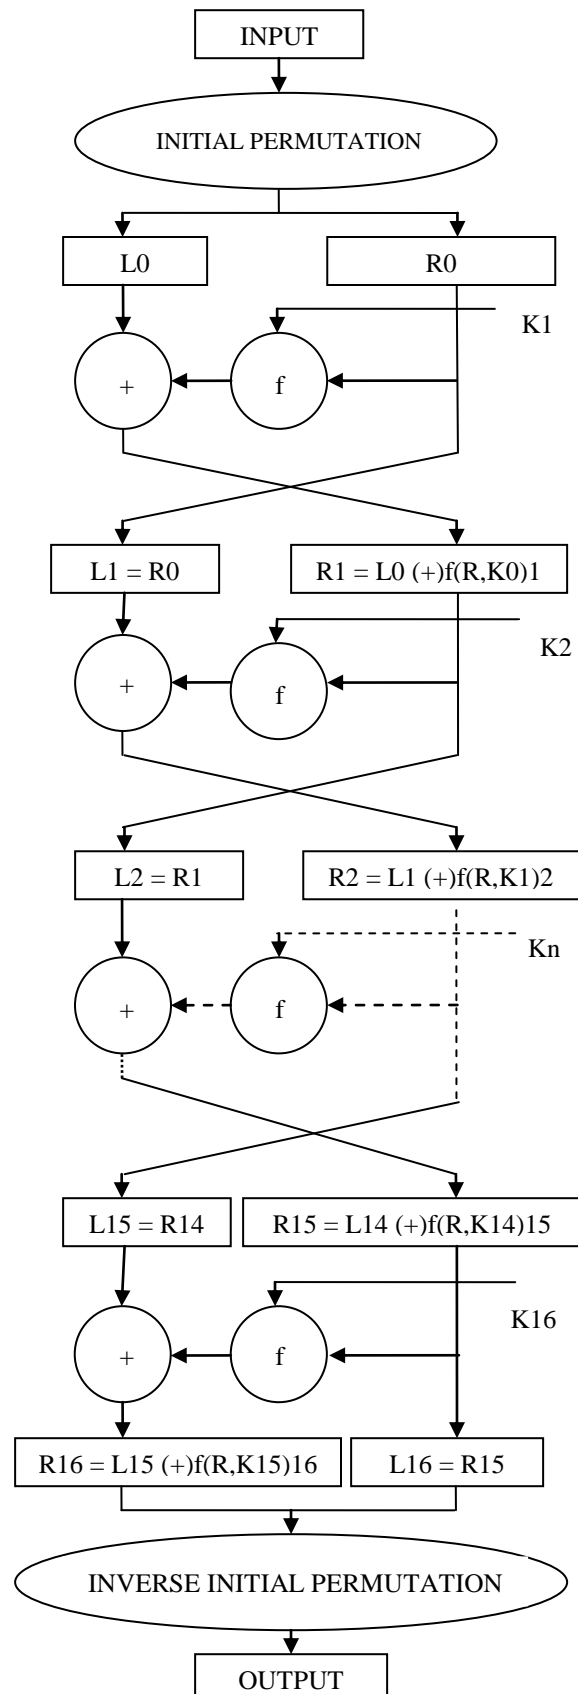 INPUT
INITIAL PERMUTATION
L0
R0
K1
+
f
L1 = R0
R1 = L0 (+)f(R,K0)1
K2
+
f
L2 = R1
R2 = L1 (+)f(R,K1)2
Kn
+
f
L15 = R14
R15 = L14 (+)f(R,K14)15
K16
+
f
R16 = L15 (+)f(R,K15)16
L16 = R15
INVERSE INITIAL PERMUTATION
OUTPUT